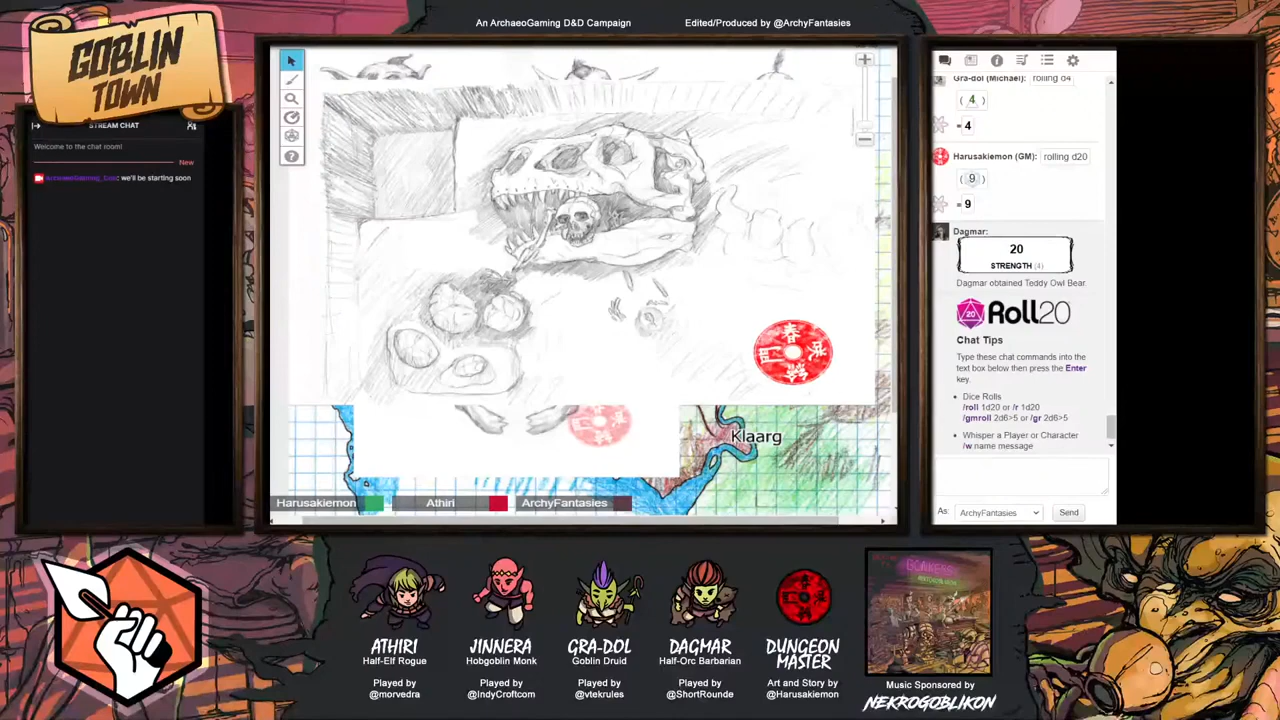 An ArchaeoGaming D&D Campaign
Edited/Produced by @ArchyFantasies
GOBLIN
TOWN
STREAM CHAT
Welcome to the chat room!
New
we'll be starting soon
Klaarg
Harusakiemon
Athiri
ArchyFantasies
Gra-dol (Michael): rolling d4
( 4 )
= 4
Harusakiemon (GM): rolling d20
( 9 )
= 9
Dagmar:
20
STRENGTH (4)
Dagmar obtained Teddy Owl Bear.
20 Roll20
Chat Tips
Type these chat commands into the
text box below then press the Enter
key.
• Dice Rolls
/roll 1d20 or /r 1d20
/gmroll 2d6>5 or /gr 2d6>5
• Whisper a Player or Character
/w name message
As: ArchyFantasies Send
ATHIRI
Half-Elf Rogue
Played by
@morvedra
JINNERA
Hobgoblin Monk
Played by
@IndyCroftcom
GRA-DOL
Goblin Druid
Played by
@vtekrules
DAGMAR
Half-Orc Barbarian
Played by
@ShortRounde
DUNGEON
MASTER
Art and Story by
@Harusakiemon
Music Sponsored by
NEKROGOBLIKON